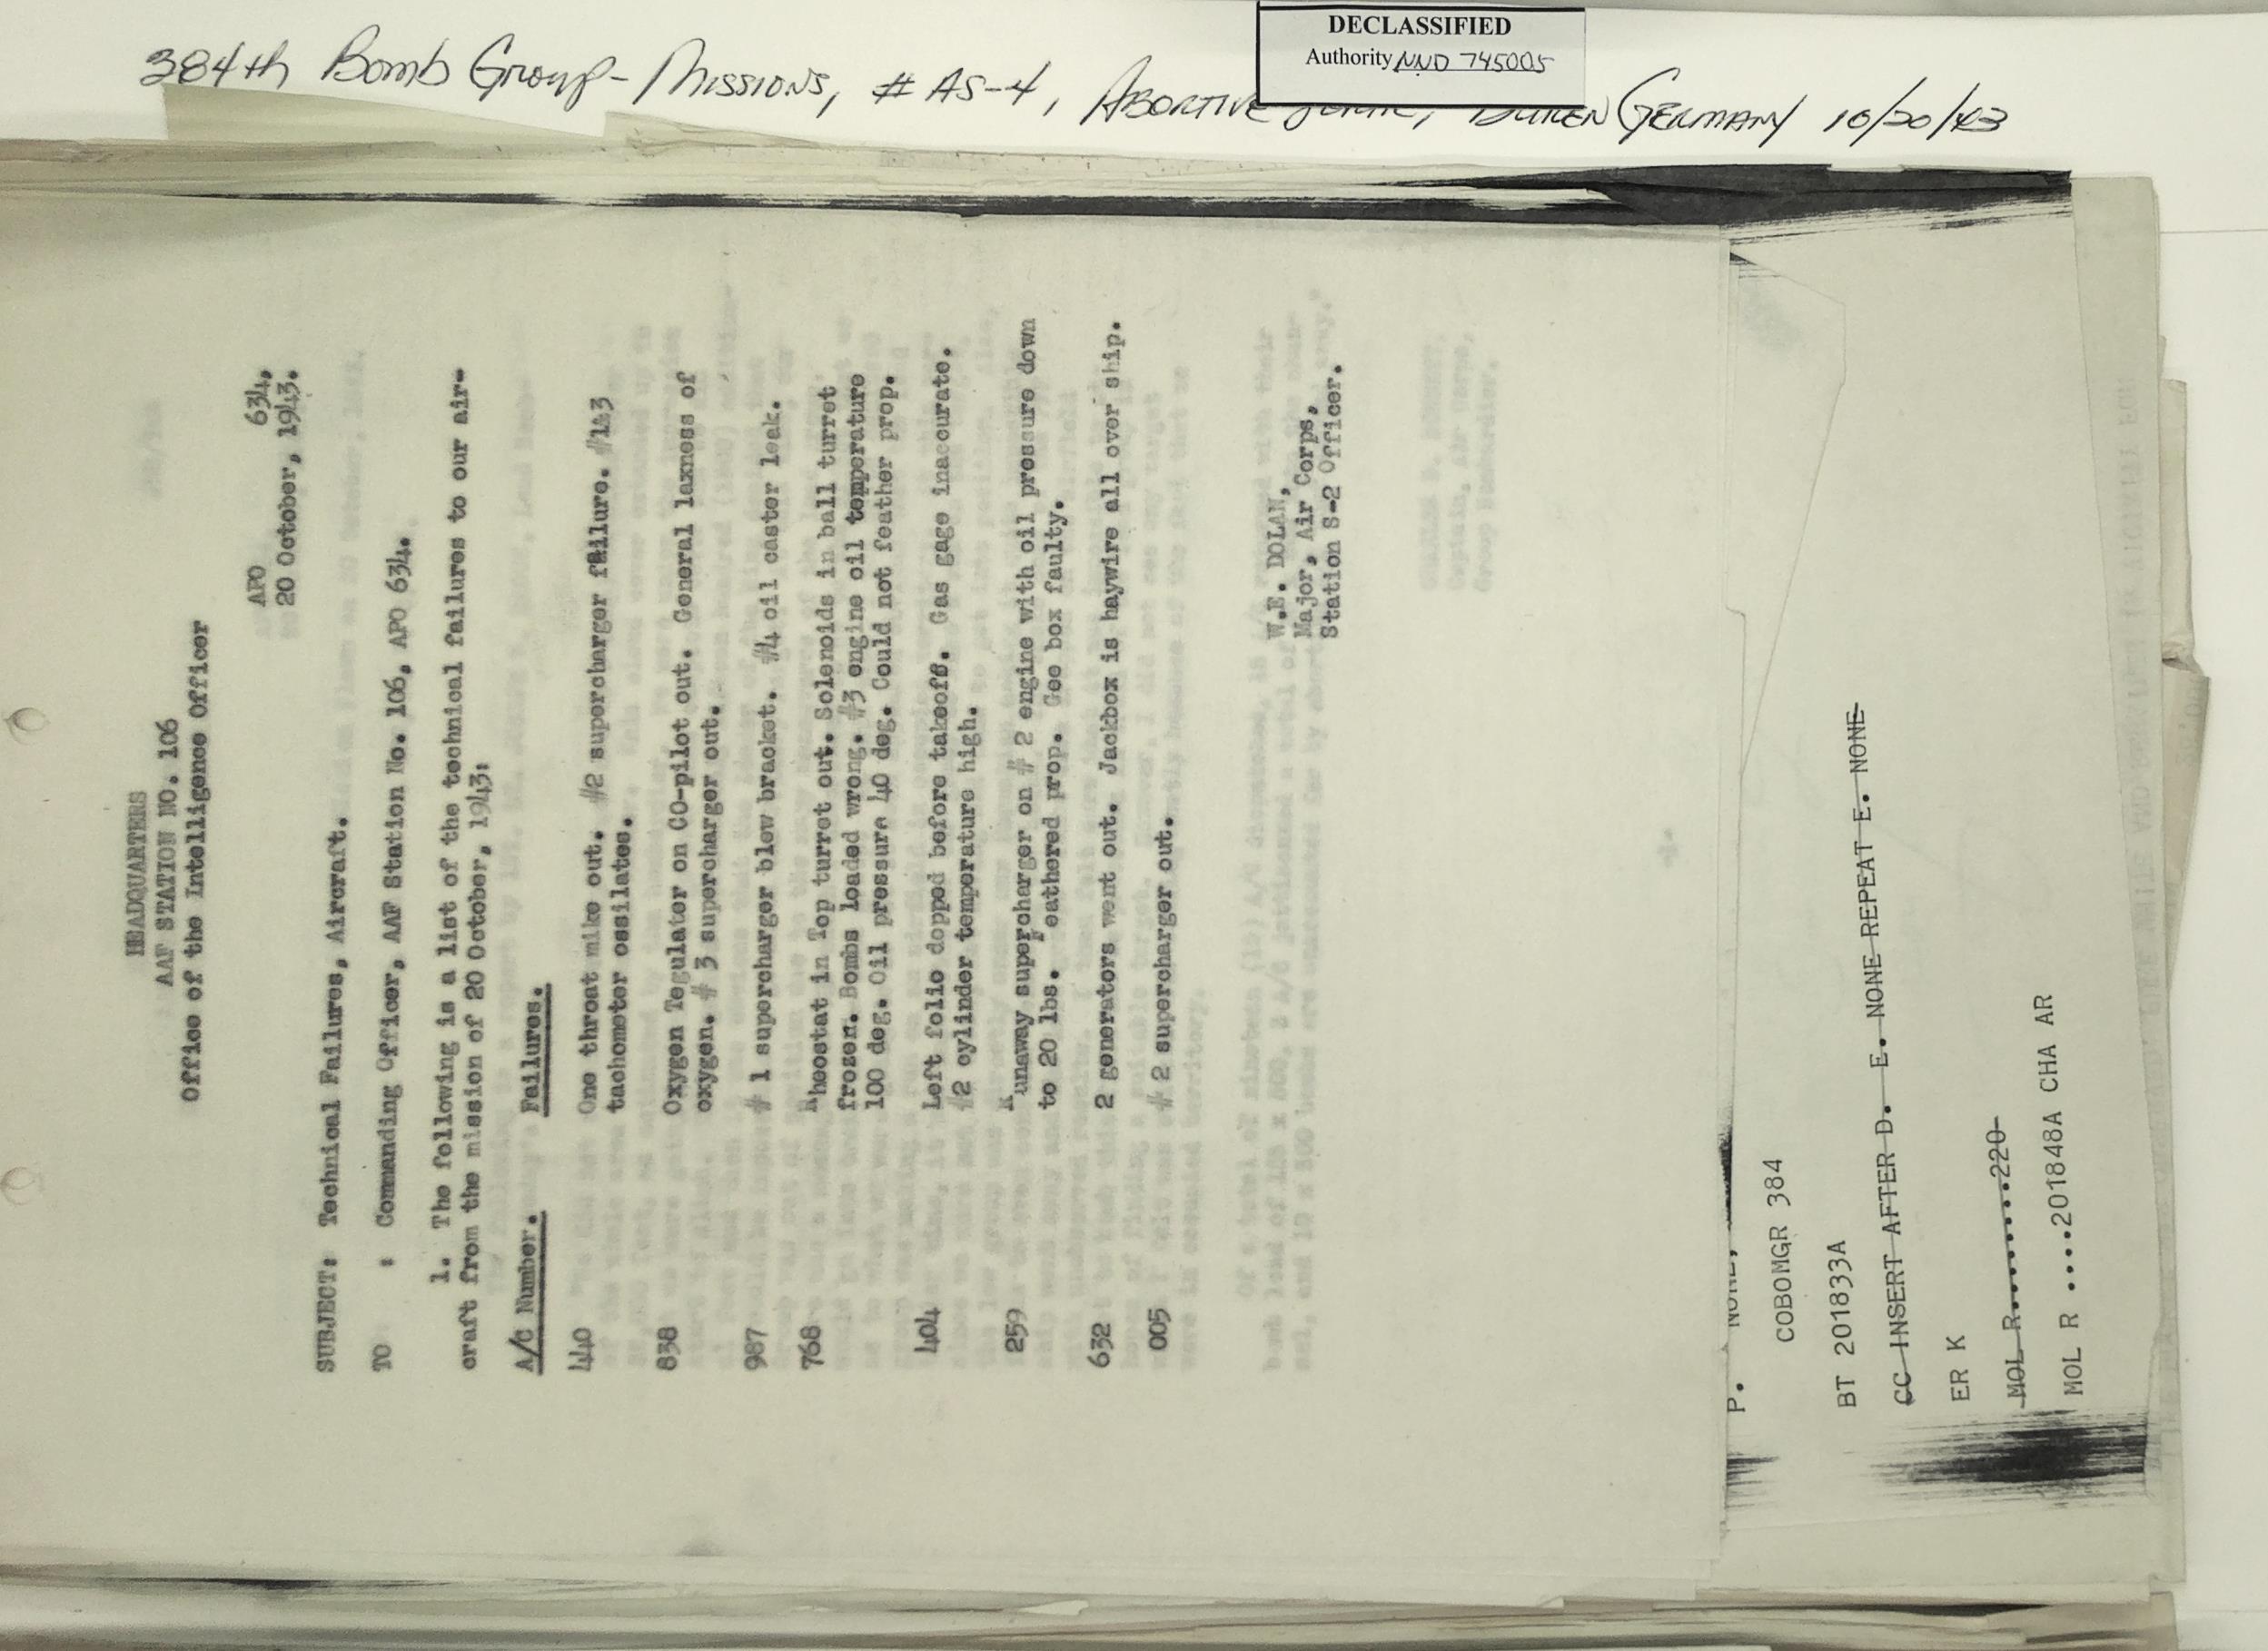 DECLASSIFIED
Authority NND 745005
384th Bomb Group - Missions, # AS-4, Abortive GERMANY 10/20/43
HEADQUARTERS
AAF STATION NO. 106
Office of the Intelligence Officer
APO 634,
20 October, 1943.
SUBJECT: Technical Failures, Aircraft.
TO : Commanding Officer, AAF Station No. 106, APO 634.
1. The following is a list of the technical failures to our air-
craft from the mission of 20 October, 1943:
A/C Number. Failures.
440 One throat mike out. #2 supercharger failure. #143
tachometer ossilates.
838 Oxygen Tegulater on CO-pilot out. General laxness of
oxygen. # 3 supercharger out.
987 # 1 supercharger blew bracket. #4 oil caster leak.
768 Rheostat in Top turret out. Solenoids in ball turret
frozen. Bombs loaded wrong. #3 engine oil temperature
100 deg. Oil pressure 40 deg. Could not feather prop.
404 Left folio dopped before takeoff. Gas gage inaccurate.
#2 cylinder temperature high.
259 Runaway supercharger on # 2 engine with oil pressure down
to 20 lbs. Feathered prop. Gee box faulty.
632 2 generators went out. Jackbox is haywire all over ship.
005 # 2 supercharger out.
W.E. DOLAN,
Major, Air Corps,
Station S-2 Officer.
P. NONE,
COBOMGR 384
BT 201833A
CC INSERT AFTER D. E. NONE REPEAT E. NONE
ER K
MOL R........220
MOL R ....201848A CHA AR